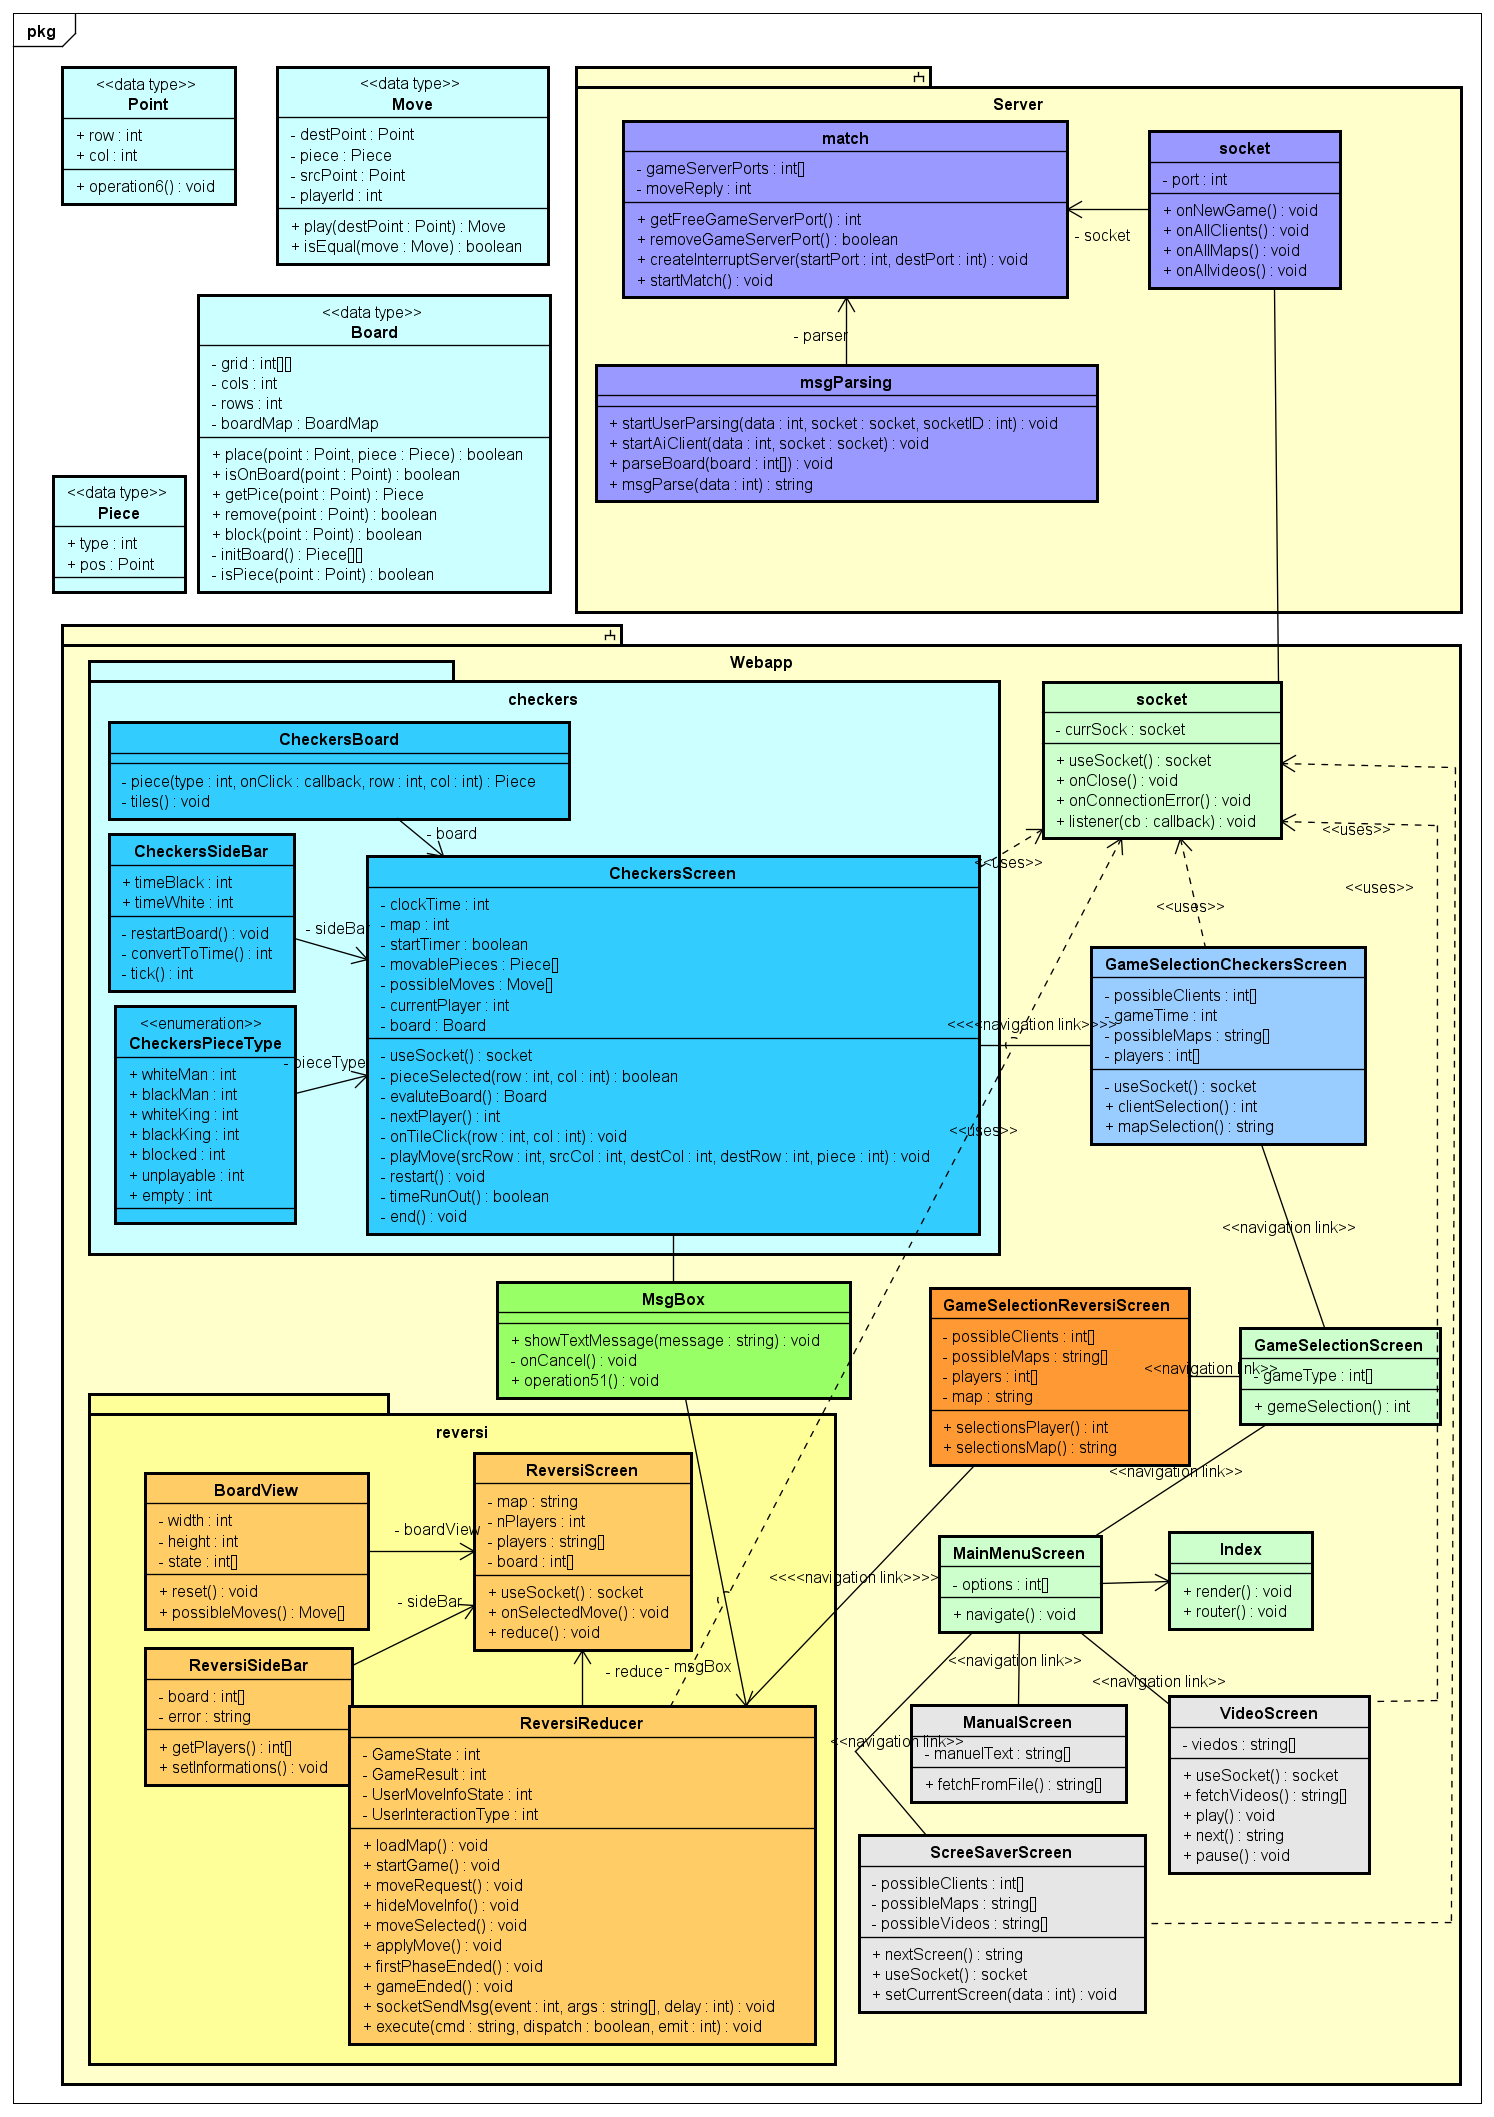 pkg
<<data type>>
Point
+ row : int
+ col : int
+ operation6() : void
<<data type>>
Move
- destPoint : Point
- piece : Piece
- srcPoint : Point
- playerId : int
+ play(destPoint : Point) : Move
+ isEqual(move : Move) : boolean
<<data type>>
Board
- grid : int[][]
- cols : int
- rows : int
- boardMap : BoardMap
+ place(point : Point, piece : Piece) : boolean
+ isOnBoard(point : Point) : boolean
+ getPice(point : Point) : Piece
+ remove(point : Point) : boolean
+ block(point : Point) : boolean
- initBoard() : Piece[][]
- isPiece(point : Point) : boolean
<<data type>>
Piece
+ type : int
+ pos : Point
Server
match
- gameServerPorts : int[]
- moveReply : int
+ getFreeGameServerPort() : int
+ removeGameServerPort() : boolean
+ createInterruptServer(startPort : int, destPort : int) : void
+ startMatch() : void
socket
- port : int
+ onNewGame() : void
+ onAllClients() : void
+ onAllMaps() : void
+ onAllvideos() : void
- socket
- parser
msgParsing
+ startUserParsing(data : int, socket : socket, socketID : int) : void
+ startAiClient(data : int, socket : socket) : void
+ parseBoard(board : int[]) : void
+ msgParse(data : int) : string
Webapp
checkers
CheckersBoard
- piece(type : int, onClick : callback, row : int, col : int) : Piece
- tiles() : void
- board
CheckersSideBar
+ timeBlack : int
+ timeWhite : int
- restartBoard() : void
- convertToTime() : int
- tick() : int
- sideBar
<<enumeration>>
CheckersPieceType
+ whiteMan : int
+ blackMan : int
+ whiteKing : int
+ blackKing : int
+ blocked : int
+ unplayable : int
+ empty : int
- pieceType
CheckersScreen
- clockTime : int
- map : int
- startTimer : boolean
- movablePieces : Piece[]
- possibleMoves : Move[]
- currentPlayer : int
- board : Board
- useSocket() : socket
- pieceSelected(row : int, col : int) : boolean
- evaluteBoard() : Board
- nextPlayer() : int
- onTileClick(row : int, col : int) : void
- playMove(srcRow : int, srcCol : int, destCol : int, destRow : int, piece : int) : void
- restart() : void
- timeRunOut() : boolean
- end() : void
socket
- currSock : socket
+ useSocket() : socket
+ onClose() : void
+ onConnectionError() : void
+ listener(cb : callback) : void
<<uses>>
<<uses>>
<<uses>>
<<uses>>
<<uses>>
GameSelectionCheckersScreen
- possibleClients : int[]
- gameTime : int
- possibleMaps : string[]
- players : int[]
- useSocket() : socket
+ clientSelection() : int
+ mapSelection() : string
<<<<navigation link>>>>
<<navigation link>>
MsgBox
+ showTextMessage(message : string) : void
- onCancel() : void
+ operation51() : void
GameSelectionReversiScreen
- possibleClients : int[]
- possibleMaps : string[]
- players : int[]
- map : string
+ selectionsPlayer() : int
+ selectionsMap() : string
<<navigation link>>
GameSelectionScreen
- gameType : int[]
+ gemeSelection() : int
<<navigation link>>
reversi
BoardView
- width : int
- height : int
- state : int[]
+ reset() : void
+ possibleMoves() : Move[]
- boardView
ReversiScreen
- map : string
- nPlayers : int
- players : string[]
- board : int[]
+ useSocket() : socket
+ onSelectedMove() : void
+ reduce() : void
- sideBar
ReversiSideBar
- board : int[]
- error : string
+ getPlayers() : int[]
+ setInformations() : void
- reduce
- msgBox
<<<<navigation link>>>>
ReversiReducer
- GameState : int
- GameResult : int
- UserMoveInfoState : int
- UserInteractionType : int
+ loadMap() : void
+ startGame() : void
+ moveRequest() : void
+ hideMoveInfo() : void
+ moveSelected() : void
+ applyMove() : void
+ firstPhaseEnded() : void
+ gameEnded() : void
+ socketSendMsg(event : int, args : string[], delay : int) : void
+ execute(cmd : string, dispatch : boolean, emit : int) : void
MainMenuScreen
- options : int[]
+ navigate() : void
Index
+ render() : void
+ router() : void
<<navigation link>>
<<navigation link>>
<<navigation link>>
ManualScreen
- manuelText : string[]
+ fetchFromFile() : string[]
VideoScreen
- viedos : string[]
+ useSocket() : socket
+ fetchVideos() : string[]
+ play() : void
+ next() : string
+ pause() : void
ScreeSaverScreen
- possibleClients : int[]
- possibleMaps : string[]
- possibleVideos : string[]
+ nextScreen() : string
+ useSocket() : socket
+ setCurrentScreen(data : int) : void